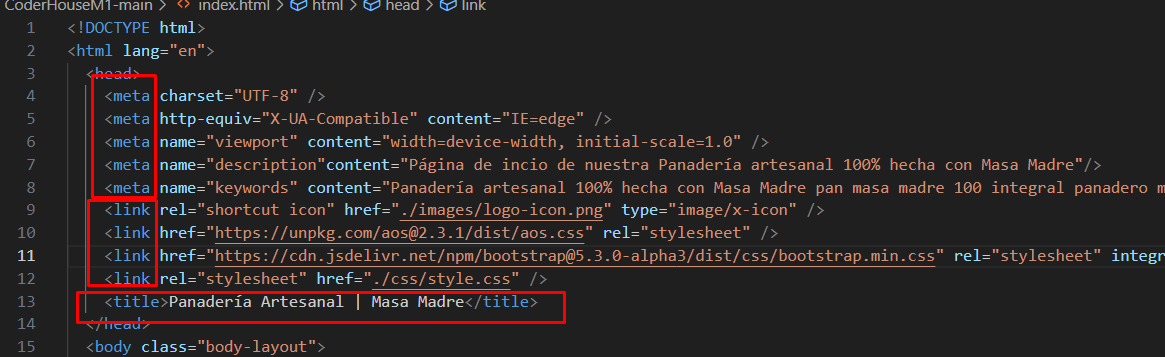 CoderHouseM1-main > <> index.html > html > head > link
1 <!DOCTYPE html>
2 <html lang="en">
3 <head>
4 <meta charset="UTF-8" />
5 <meta http-equiv="X-UA-Compatible" content="IE=edge" />
6 <meta name="viewport" content="width=device-width, initial-scale=1.0" />
7 <meta name="description"content="Página de incio de nuestra Panadería artesanal 100% hecha con Masa Madre"/>
8 <meta name="keywords" content="Panadería artesanal 100% hecha con Masa Madre pan masa madre 100 integral panadero m
9 <link rel="shortcut icon" href="./images/logo-icon.png" type="image/x-icon" />
10 <link href="https://unpkg.com/aos@2.3.1/dist/aos.css" rel="stylesheet" />
11 <link href="https://cdn.jsdelivr.net/npm/bootstrap@5.3.0-alpha3/dist/css/bootstrap.min.css" rel="stylesheet" integr
12 <link rel="stylesheet" href="./css/style.css" />
13 <title>Panadería Artesanal | Masa Madre</title>
14 </head>
15 <body class="body-layout">